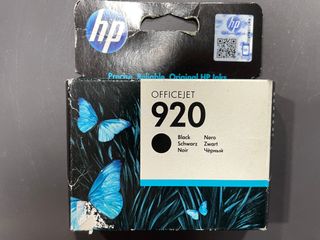 hp
Precise. Reliable. Original HP Inks.
OFFICEJET
920
Black Nero
Schwarz Zwart
Noir Чёрный